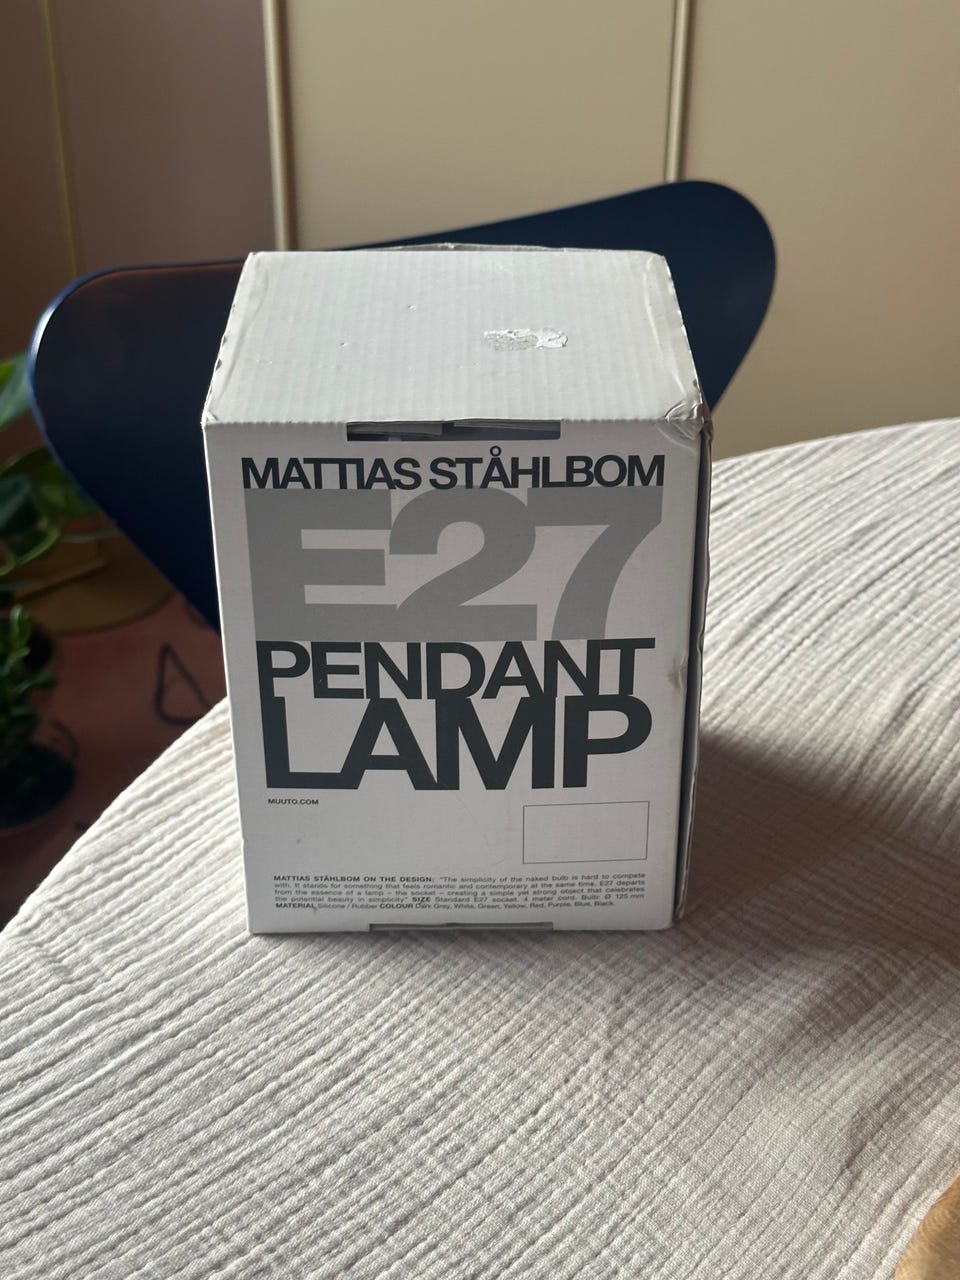 MATTIAS STÅHLBOM
E27
PENDANT
LAMP
MUUTO.COM
MATTIAS STÅHLBOM ON THE DESIGN: "The simplicity of the naked bulb is hard to compete
with. It stands for something that feels romantic and contemporary at the same time. E27 departs
from the essence of a lamp – the socket – creating a simple yet strong object that celebrates
the potential beauty in simplicity" SIZE Standard E27 socket. 4 meter cord. Bulb: Ø 125 mm
MATERIAL Silicone / Rubber COLOUR Dark Grey, White, Green, Yellow, Red, Purple, Blue, Black.